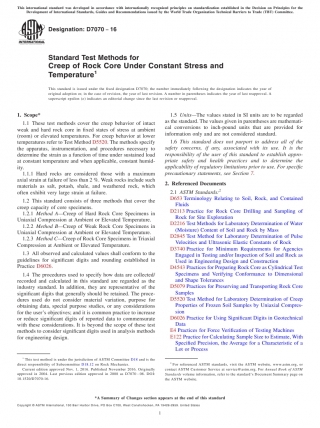 This international standard was developed in accordance with internationally recognized principles on standardization established in the Decision on Principles for the
Development of International Standards, Guides and Recommendations issued by the World Trade Organization Technical Barriers to Trade (TBT) Committee.
Designation: D7070 − 16
Standard Test Methods for
Creep of Rock Core Under Constant Stress and
Temperature1
This standard is issued under the fixed designation D7070; the number immediately following the designation indicates the year of
original adoption or, in the case of revision, the year of last revision. A number in parentheses indicates the year of last reapproval. A
superscript epsilon (ε) indicates an editorial change since the last revision or reapproval.
1. Scope*
1.1 These test methods cover the creep behavior of intact
weak and hard rock core in fixed states of stress at ambient
(room) or elevated temperatures. For creep behavior at lower
temperatures refer to Test Method D5520. The methods specify
the apparatus, instrumentation, and procedures necessary to
determine the strain as a function of time under sustained load
at constant temperature and when applicable, constant humid-
ity.
1.1.1 Hard rocks are considered those with a maximum
axial strain at failure of less than 2 %. Weak rocks include such
materials as salt, potash, shale, and weathered rock, which
often exhibit very large strain at failure.
1.2 This standard consists of three methods that cover the
creep capacity of core specimens.
1.2.1 Method A—Creep of Hard Rock Core Specimens in
Uniaxial Compression at Ambient or Elevated Temperature.
1.2.2 Method B—Creep of Weak Rock Core Specimens in
Uniaxial Compression at Ambient or Elevated Temperature.
1.2.3 Method C—Creep of Rock Core Specimens in Triaxial
Compression at Ambient or Elevated Temperature.
1.3 All observed and calculated values shall conform to the
guidelines for significant digits and rounding established in
Practice D6026.
1.4 The procedures used to specify how data are collected/
recorded and calculated in this standard are regarded as the
industry standard. In addition, they are representative of the
significant digits that generally should be retained. The proce-
dures used do not consider material variation, purpose for
obtaining data, special purpose studies, or any considerations
for the user's objectives; and it is common practice to increase
or reduce significant digits of reported data to commensurate
with these considerations. It is beyond the scope of these test
methods to consider significant digits used in analysis methods
for engineering design.
1.5 Units—The values stated in SI units are to be regarded
as the standard. The values given in parentheses are mathemati-
cal conversions to inch-pound units that are provided for
information only and are not considered standard.
1.6 This standard does not purport to address all of the
safety concerns, if any, associated with its use. It is the
responsibility of the user of this standard to establish appro-
priate safety and health practices and to determine the
applicability of regulatory limitations prior to use. For specific
precautionary statements, see Section 7.
2. Referenced Documents
2.1 ASTM Standards:2
D653 Terminology Relating to Soil, Rock, and Contained
Fluids
D2113 Practice for Rock Core Drilling and Sampling of
Rock for Site Exploration
D2216 Test Methods for Laboratory Determination of Water
(Moisture) Content of Soil and Rock by Mass
D2845 Test Method for Laboratory Determination of Pulse
Velocities and Ultrasonic Elastic Constants of Rock
D3740 Practice for Minimum Requirements for Agencies
Engaged in Testing and/or Inspection of Soil and Rock as
Used in Engineering Design and Construction
D4543 Practices for Preparing Rock Core as Cylindrical Test
Specimens and Verifying Conformance to Dimensional
and Shape Tolerances
D5079 Practices for Preserving and Transporting Rock Core
Samples
D5520 Test Method for Laboratory Determination of Creep
Properties of Frozen Soil Samples by Uniaxial Compres-
sion
D6026 Practice for Using Significant Digits in Geotechnical
Data
E4 Practices for Force Verification of Testing Machines
E122 Practice for Calculating Sample Size to Estimate, With
Specified Precision, the Average for a Characteristic of a
Lot or Process
1 This test method is under the jurisdiction of ASTM Committee D18 and is the
direct responsibility of Subcommittee D18.12 on Rock Mechanics.
Current edition approved Nov. 1, 2016. Published November 2016. Originally
approved in 2004. Last previous edition approved in 2008 as D7070 – 08. DOI:
10.1520/D7070-16.
2 For referenced ASTM standards, visit the ASTM website, www.astm.org, or
contact ASTM Customer Service at service@astm.org. For Annual Book of ASTM
Standards volume information, refer to the standard's Document Summary page on
the ASTM website.
*A Summary of Changes section appears at the end of this standard
Copyright © ASTM International, 100 Barr Harbor Drive, PO Box C700, West Conshohocken, PA 19428-2959. United States
1